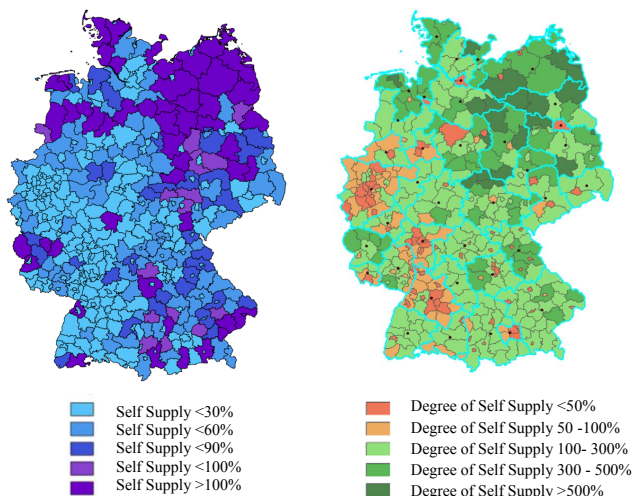 Self Supply <30%
Self Supply <60%
Self Supply <90%
Self Supply <100%
Self Supply >100%
Degree of Self Supply <50%
Degree of Self Supply 50 -100%
Degree of Self Supply 100- 300%
Degree of Self Supply 300 - 500%
Degree of Self Supply >500%